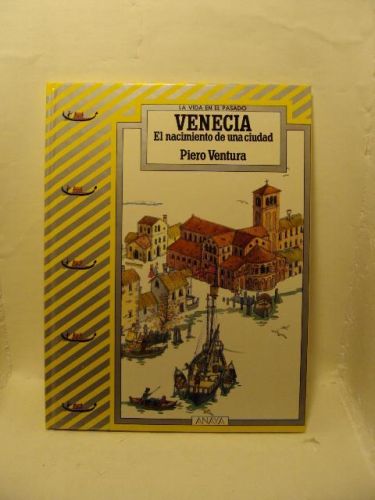 LA VIDA EN EL PASADO
VENECIA
El nacimiento de una ciudad
Piero Ventura
ANAYA